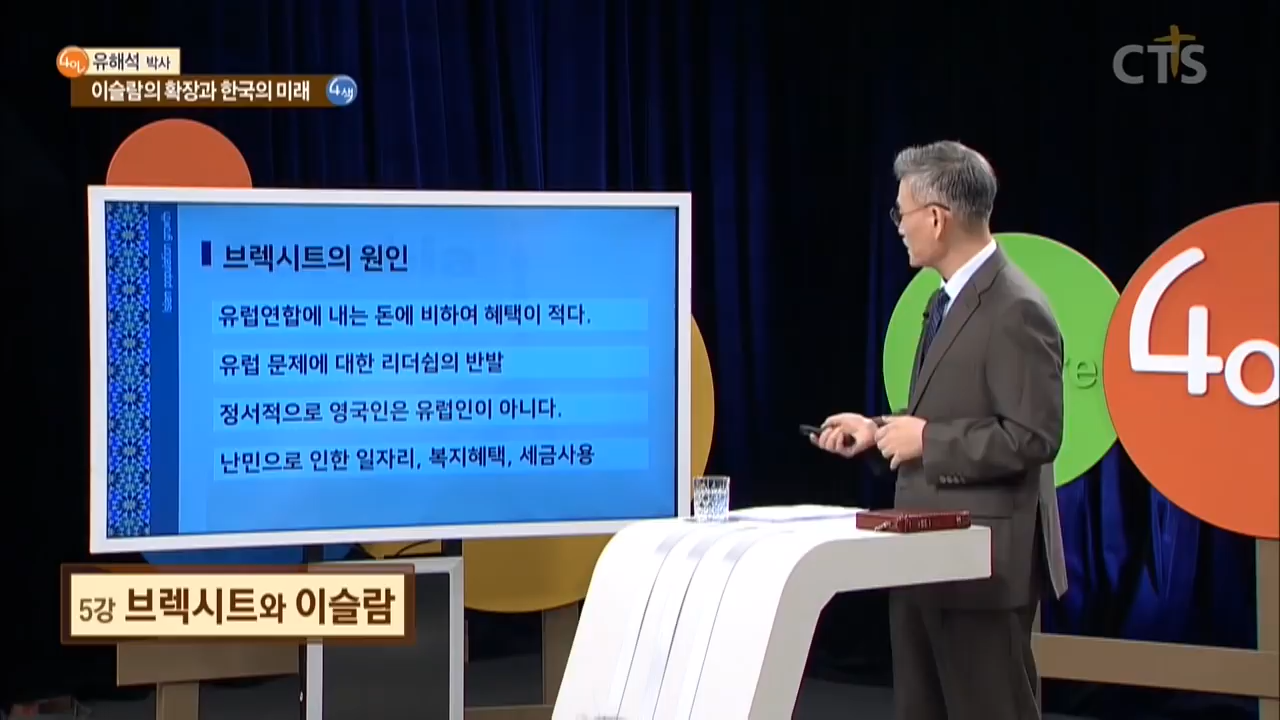 4인 유해석 박사
이슬람의 확장과 한국의 미래 4색
CTS
브렉시트의 원인
유럽연합에 내는 돈에 비하여 혜택이 적다.
유럽 문제에 대한 리더쉽의 반발
정서적으로 영국인은 유럽인이 아니다.
난민으로 인한 일자리, 복지혜택, 세금사용
re
4인
5강 브렉시트와 이슬람